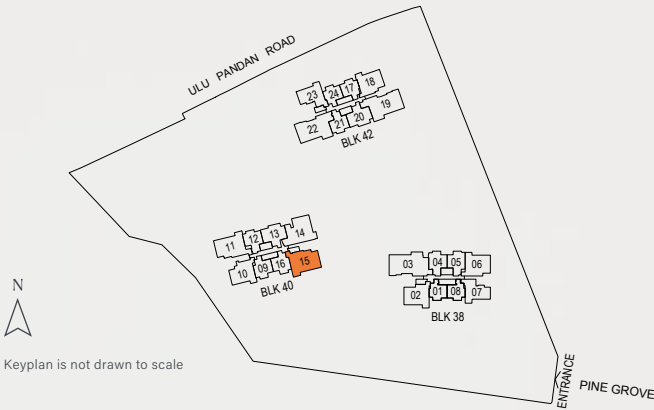 ULU PANDAN ROAD
23 24 17 18
22 21 20 19
BLK 42
11 12 13 14
10 09 16 15
BLK 40
03 04 05 06
02 01 08 07
BLK 38
N
Keyplan is not drawn to scale
ENTRANCE
PINE GROVE